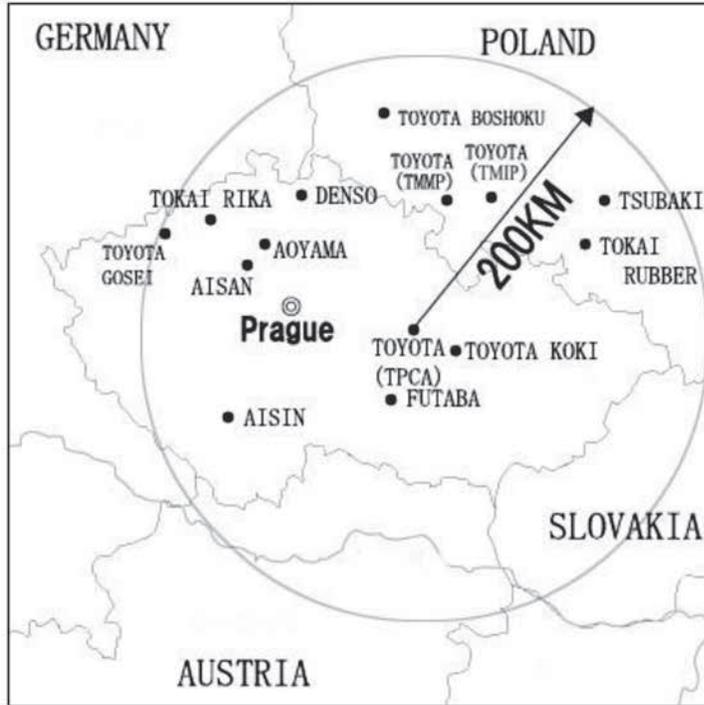 GERMANY
POLAND
TOYOTA BOSHOKU
TOYOTA
(TMMP)
TOYOTA
(TMIP)
TOKAI RIKA
DENSO
TSUBAKI
TOYOTA
GOSEI
AOYAMA
AISAN
200KM
TOKAI
RUBBER
Prague
TOYOTA
(TPCA)
TOYOTA KOKI
FUTABA
AISIN
SLOVAKIA
AUSTRIA